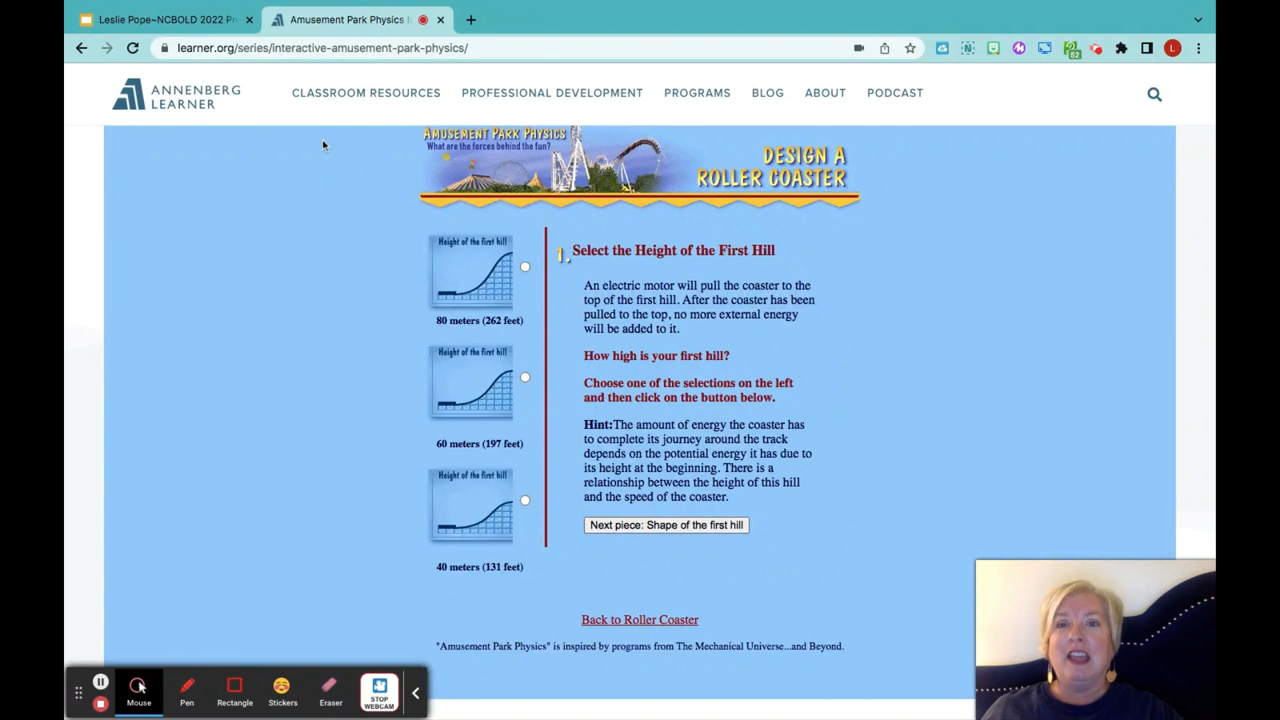 Leslie Pope~NCBOLD 2022 Pr
Amusement Park Physics I
learner.org/series/interactive-amusement-park-physics/
52
L
ANNENBERG
LEARNER
CLASSROOM RESOURCES
PROFESSIONAL DEVELOPMENT
PROGRAMS
BLOG
ABOUT
PODCAST
AMUSEMENT PARK PHYSICS
What are the forces behind the fun?
DESIGN A
ROLLER COASTER
Height of the first hill
80 meters (262 feet)
Height of the first hill
60 meters (197 feet)
Height of the first hill
40 meters (131 feet)
1. Select the Height of the First Hill
An electric motor will pull the coaster to the
top of the first hill. After the coaster has been
pulled to the top, no more external energy
will be added to it.
How high is your first hill?
Choose one of the selections on the left
and then click on the button below.
Hint:The amount of energy the coaster has
to complete its journey around the track
depends on the potential energy it has due to
its height at the beginning. There is a
relationship between the height of this hill
and the speed of the coaster.
Next piece: Shape of the first hill
Back to Roller Coaster
"Amusement Park Physics" is inspired by programs from The Mechanical Universe...and Beyond.
Mouse
Pen
Rectangle
Stickers
Eraser
STOP
WEBCAM